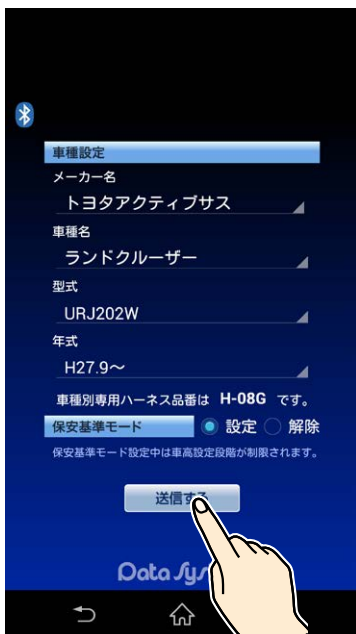 車種設定
メーカー名
トヨタアクティブサス
車種名
ランドクルーザー
型式
URJ202W
年式
H27.9～
車種別専用ハーネス品番は H-08G です。
保安基準モード 設定 解除
保安基準モード設定中は車高設定段階が制限されます。
送信する
Data Sy